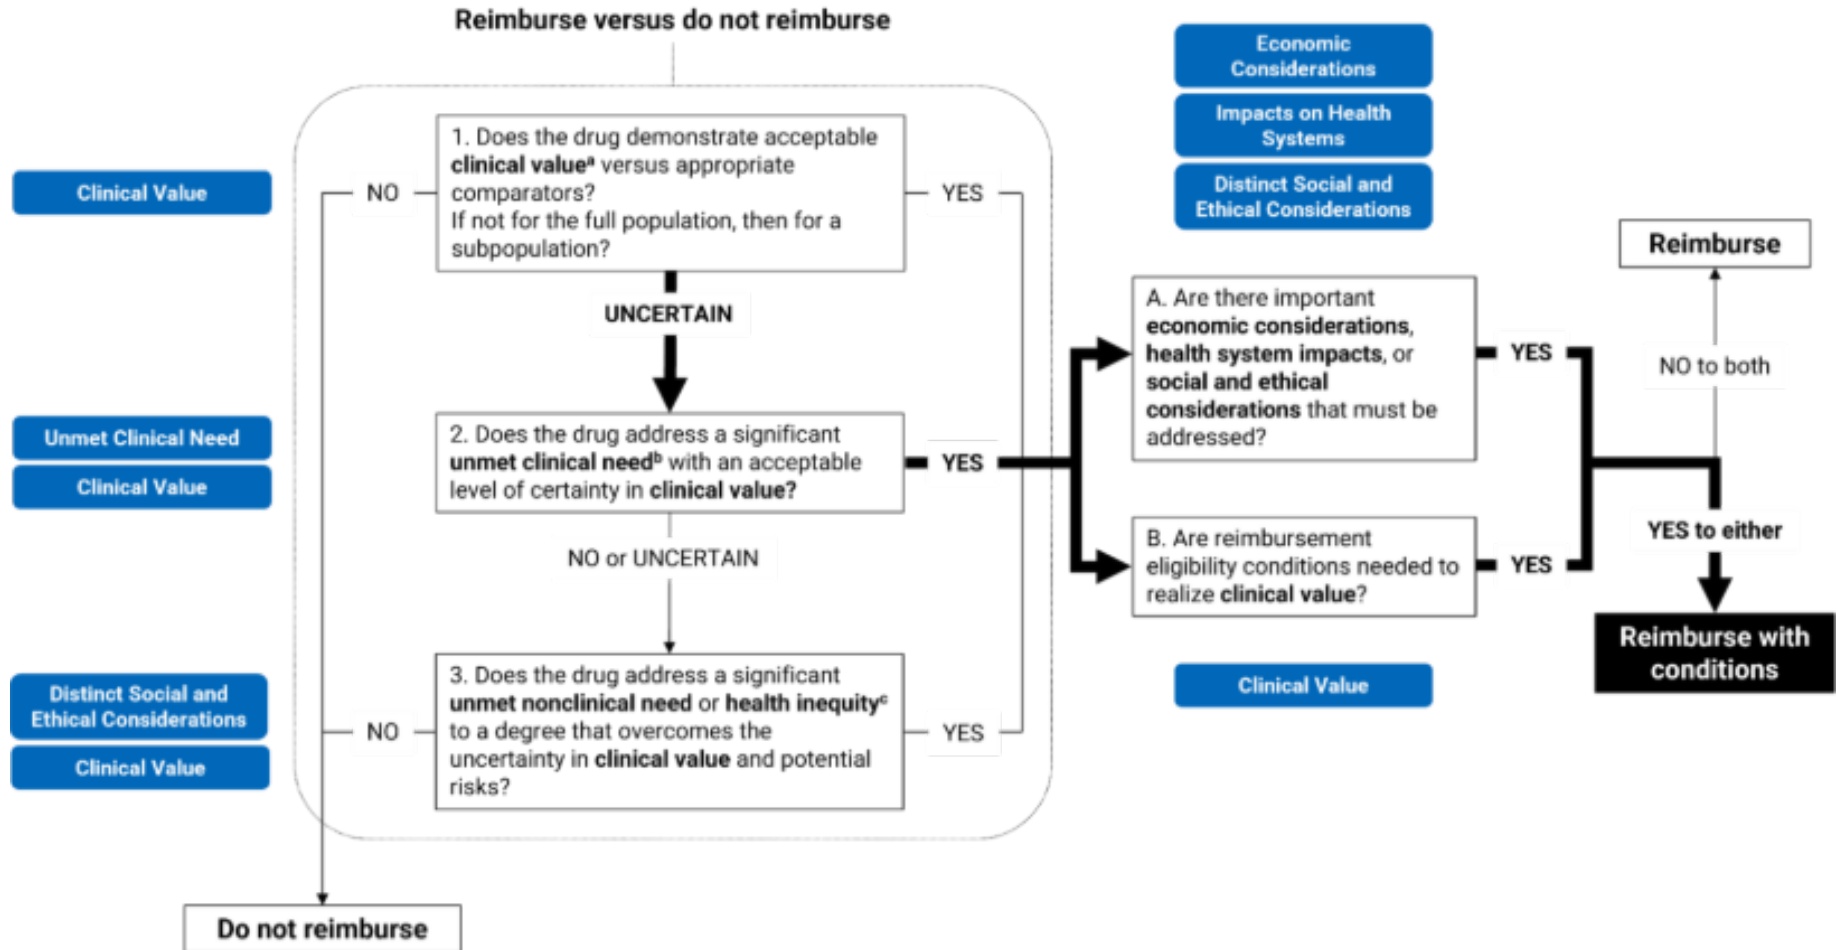 Reimburse versus do not reimburse
Clinical Value
1. Does the drug demonstrate acceptable
clinical valueᵃ versus appropriate
comparators?
If not for the full population, then for a
subpopulation?
NO
YES
UNCERTAIN
Unmet Clinical Need
Clinical Value
2. Does the drug address a significant
unmet clinical needᵇ with an acceptable
level of certainty in clinical value?
YES
NO or UNCERTAIN
Distinct Social and
Ethical Considerations
Clinical Value
3. Does the drug address a significant
unmet nonclinical need or health inequityᶜ
to a degree that overcomes the
uncertainty in clinical value and potential
risks?
NO
YES
Do not reimburse
Economic
Considerations
Impacts on Health
Systems
Distinct Social and
Ethical Considerations
A. Are there important
economic considerations,
health system impacts, or
social and ethical
considerations that must be
addressed?
YES
B. Are reimbursement
eligibility conditions needed to
realize clinical value?
YES
Clinical Value
Reimburse
NO to both
YES to either
Reimburse with
conditions